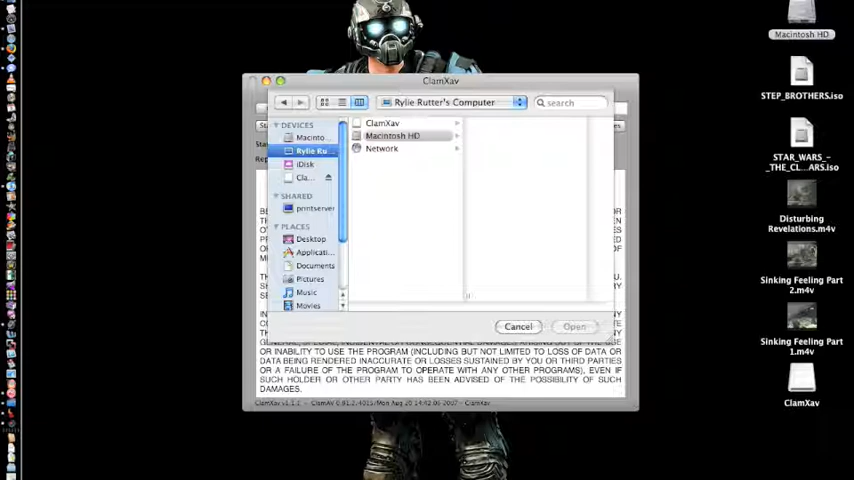 ClamXav
Rylie Rutter's Computer
search
DEVICES
Macinto...
Rylie Ru...
iDisk
Cla...
SHARED
printserver
PLACES
Desktop
Applicati...
Documents
Pictures
Music
Movies
ClamXav
Macintosh HD
Network
Cancel
Open
OR INABILITY TO USE THE PROGRAM (INCLUDING BUT NOT LIMITED TO LOSS OF DATA OR
DATA BEING RENDERED INACCURATE OR LOSSES SUSTAINED BY YOU OR THIRD PARTIES
OR A FAILURE OF THE PROGRAM TO OPERATE WITH ANY OTHER PROGRAMS), EVEN IF
SUCH HOLDER OR OTHER PARTY HAS BEEN ADVISED OF THE POSSIBILITY OF SUCH
DAMAGES.
Macintosh HD
STEP_BROTHERS.iso
STAR_WARS_-
_THE_CL...ARS.iso
Disturbing
Revelations.m4v
Sinking Feeling Part
2.m4v
Sinking Feeling Part
1.m4v
ClamXav